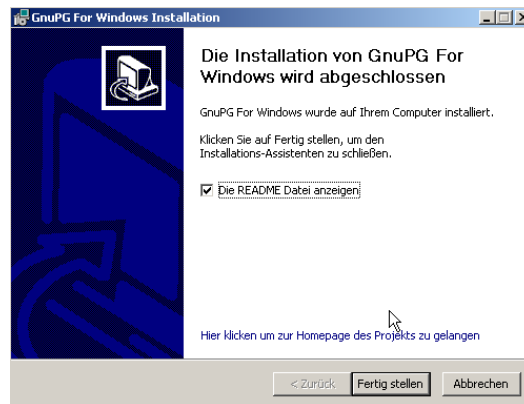 GnuPG For Windows Installation
Die Installation von GnuPG For
Windows wird abgeschlossen
GnuPG For Windows wurde auf Ihrem Computer installiert.
Klicken Sie auf Fertig stellen, um den
Installations-Assistenten zu schließen.
Die README Datei anzeigen
Hier klicken um zur Homepage des Projekts zu gelangen
< Zurück
Fertig stellen
Abbrechen